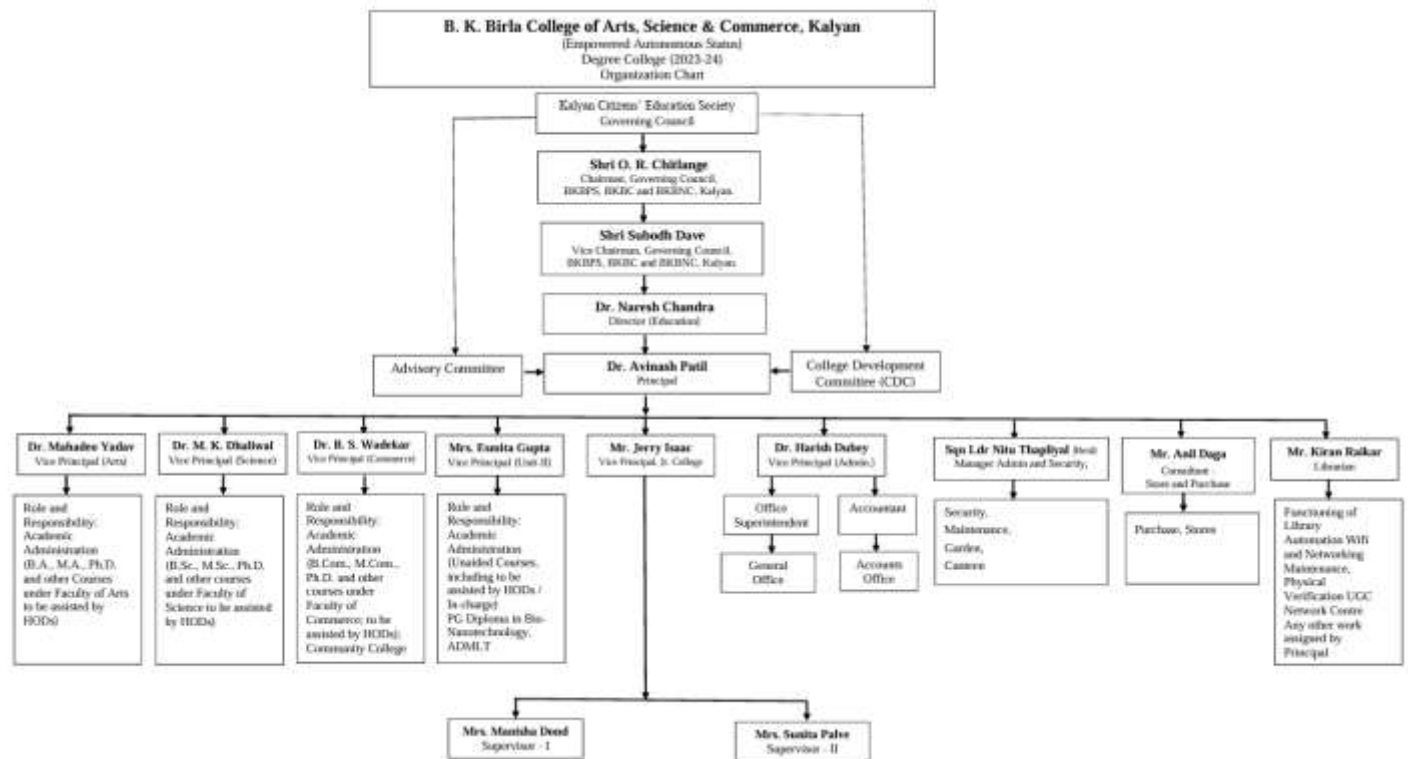 B. K. Birla College of Arts, Science & Commerce, Kalyan
(Empowered Autonomous Status)
Degree College (2023-24)
Organization Chart
Kalyan Citizens' Education Society
Governing Council
Shri O. R. Chitlange
Chairman, Governing Council,
BKBPS, BKBC and BKBNC, Kalyan.
Shri Subodh Dave
Vice Chairman, Governing Council,
BKBPS, BKBC and BKBNC, Kalyan.
Dr. Naresh Chandra
Director (Education)
Advisory Committee
Dr. Avinash Patil
Principal
College Development
Committee (CDC)
Dr. Mahadeo Yadav
Vice Principal (Arts)
Dr. M. K. Dhaliwal
Vice Principal (Science)
Dr. B. S. Wadekar
Vice Principal (Commerce)
Mrs. Esmita Gupta
Vice Principal (Unit-II)
Mr. Jerry Isaac
Vice Principal, Jr. College
Dr. Harish Dubey
Vice Principal (Admin.)
Sqn Ldr Nitu Thapliyal (Retd)
Manager Admin and Security,
Mr. Anil Daga
Consultant -
Store and Purchase
Mr. Kiran Raikar
Librarian
Role and
Responsibility:
Academic
Administration
(B.A., M.A., Ph.D.
and other Courses
under Faculty of Arts
to be assisted by
HODs)
Role and
Responsibility:
Academic
Administration
(B.Sc., M.Sc., Ph.D.
and other courses
under Faculty of
Science to be assisted
by HODs)
Role and
Responsibility:
Academic
Administration
(B.Com., M.Com.,
Ph.D. and other
courses under
Faculty of
Commerce; to be
assisted by HODs);
Community College
Role and
Responsibility:
Academic
Administration
(Unaided Courses,
including to be
assisted by HODs /
In-charge)
PG Diploma in Bio-
Nanotechnology,
ADMLT
Office
Superintendent
General
Office
Accountant
Accounts
Office
Security,
Maintenance,
Garden,
Canteen
Purchase, Stores
Functioning of
Library
Automation Wifi
and Networking
Maintenance,
Physical
Verification UGC
Network Centre
Any other work
assigned by
Principal
Mrs. Manisha Dond
Supervisor - I
Mrs. Sunita Palve
Supervisor - II